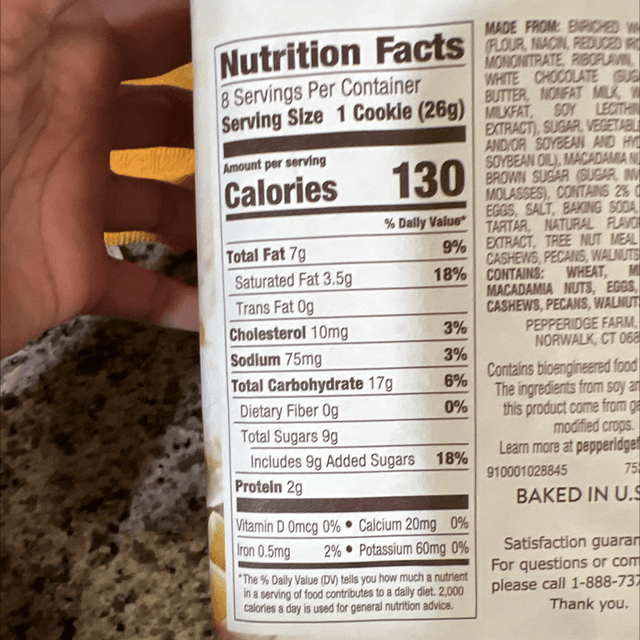 Nutrition Facts
8 Servings Per Container
Serving Size 1 Cookie (26g)
Amount per serving
Calories 130
% Daily Value*
Total Fat 7g 9%
Saturated Fat 3.5g 18%
Trans Fat 0g
Cholesterol 10mg 3%
Sodium 75mg 3%
Total Carbohydrate 17g 6%
Dietary Fiber 0g 0%
Total Sugars 9g
Includes 9g Added Sugars 18%
Protein 2g
Vitamin D 0mcg 0% • Calcium 20mg 0%
Iron 0.5mg 2% • Potassium 60mg 0%
*The % Daily Value (DV) tells you how much a nutrient
in a serving of food contributes to a daily diet. 2,000
calories a day is used for general nutrition advice.
MADE FROM: ENRICHED
(FLOUR, NIACIN, REDUCED
MONONITRATE, RIBOFLAVIN,
WHITE CHOCOLATE
BUTTER, NONFAT MILK,
MILKFAT, SOY
EXTRACT), SUGAR,
AND/OR SOYBEAN AND
SOYBEAN OIL), MACADAMIA
BROWN SUGAR (SUGAR,
MOLASSES), CONTAINS 2%
EGGS, SALT, BAKING SODA,
TARTAR, NATURAL
EXTRACT, TREE NUT MEAL
CASHEWS, PECANS, WALNUTS
CONTAINS: WHEAT,
MACADAMIA NUTS, EGGS,
CASHEWS, PECANS,
PEPPERIDGE FARM,
NORWALK, CT
Contains bioengineered food
The ingredients from soy
this product come from
modified crops.
Learn more at
910001028845
BAKED IN
Satisfaction
For questions or
please call
Thank you.